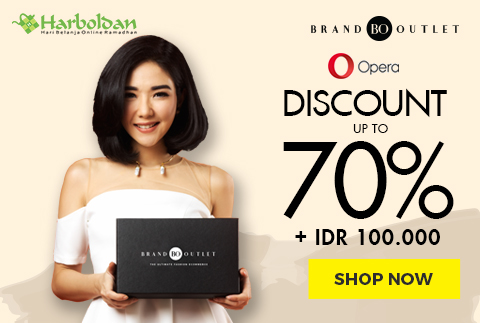 Harboldan
Hari Belanja Online Ramadhan
BRAND BO OUTLET
Opera
DISCOUNT
UP TO
70%
+ IDR 100.000
SHOP NOW
BRAND BO OUTLET
THE ULTIMATE FASHION ECOMMERCE